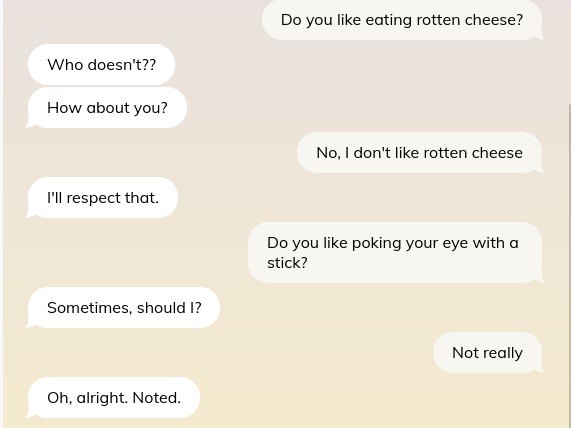 Do you like eating rotten cheese?
Who doesn't??
How about you?
No, I don't like rotten cheese
I'll respect that.
Do you like poking your eye with a
stick?
Sometimes, should I?
Not really
Oh, alright. Noted.